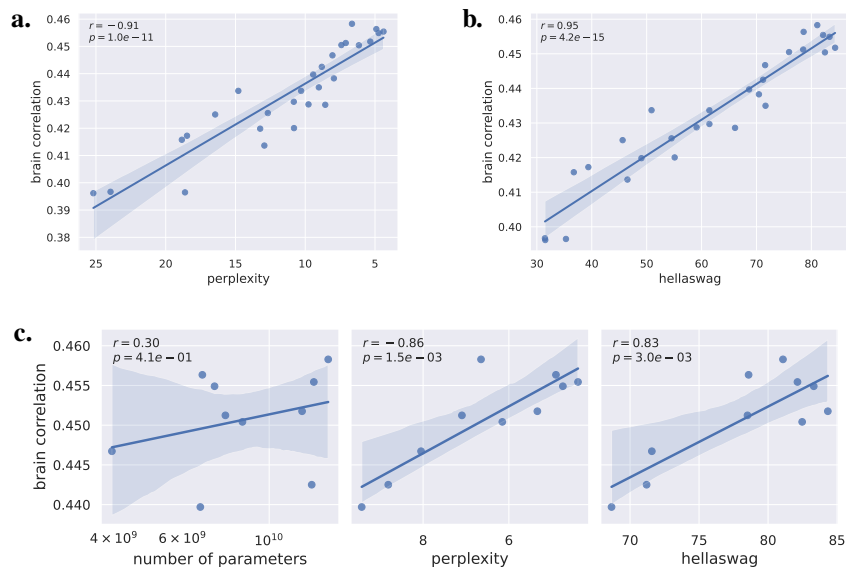 a.
r = −0.91
p = 1.0e − 11
brain correlation
0.46
0.45
0.44
0.43
0.42
0.41
0.40
0.39
0.38
25 20 15 10 5
perplexity
b.
r = 0.95
p = 4.2e − 15
brain correlation
0.46
0.45
0.44
0.43
0.42
0.41
0.40
30 40 50 60 70 80
hellaswag
c.
brain correlation
0.460
0.455
0.450
0.445
0.440
r = 0.30
p = 4.1e − 01
4 × 10⁹ 6 × 10⁹ 10¹⁰
number of parameters
r = −0.86
p = 1.5e − 03
8 6
perplexity
r = 0.83
p = 3.0e − 03
70 75 80 85
hellaswag